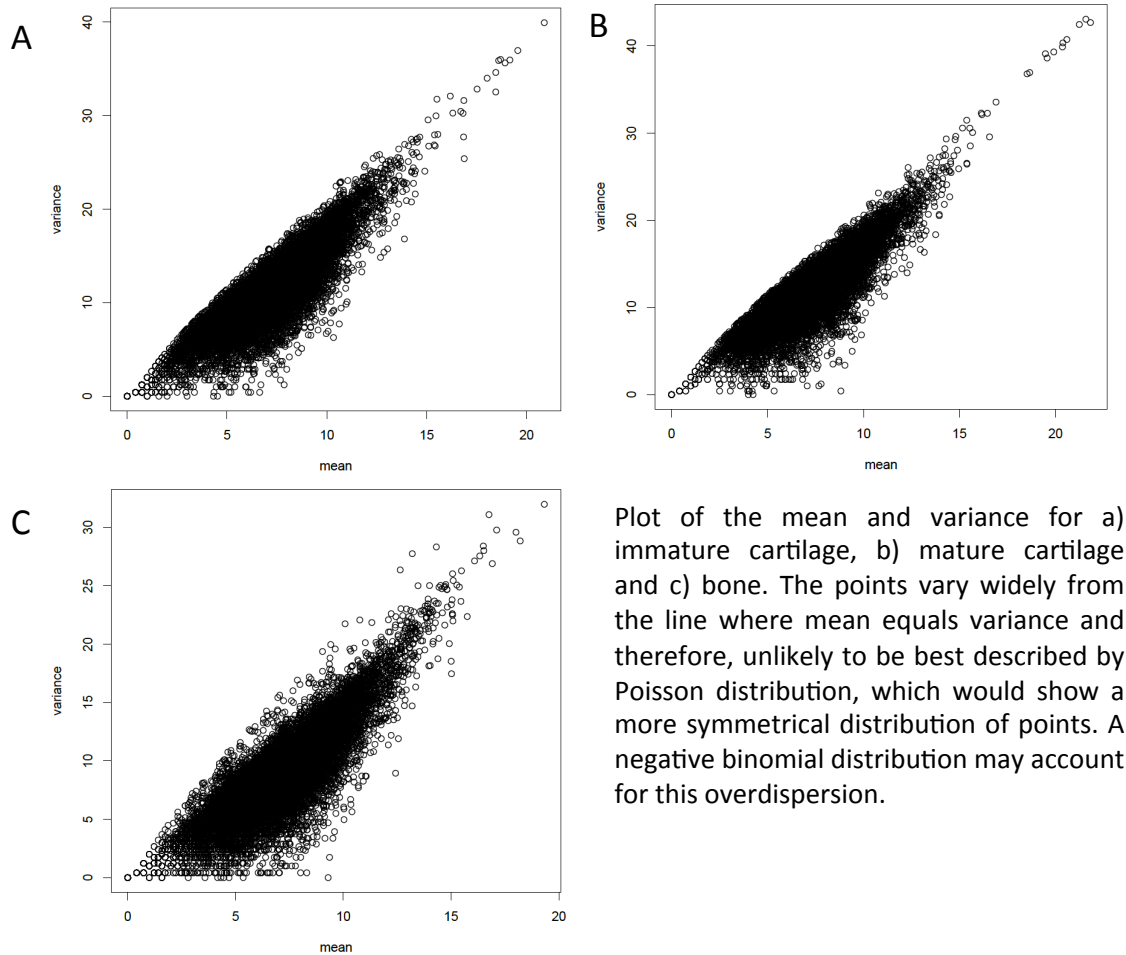 A
variance
40
30
20
10
0
0 5 10 15 20
mean
B
variance
40
30
20
10
0
0 5 10 15 20
mean
C
variance
30
25
20
15
10
5
0
0 5 10 15 20
mean
Plot of the mean and variance for a)
immature cartilage, b) mature cartilage
and c) bone. The points vary widely from
the line where mean equals variance and
therefore, unlikely to be best described by
Poisson distribution, which would show a
more symmetrical distribution of points. A
negative binomial distribution may account
for this overdispersion.